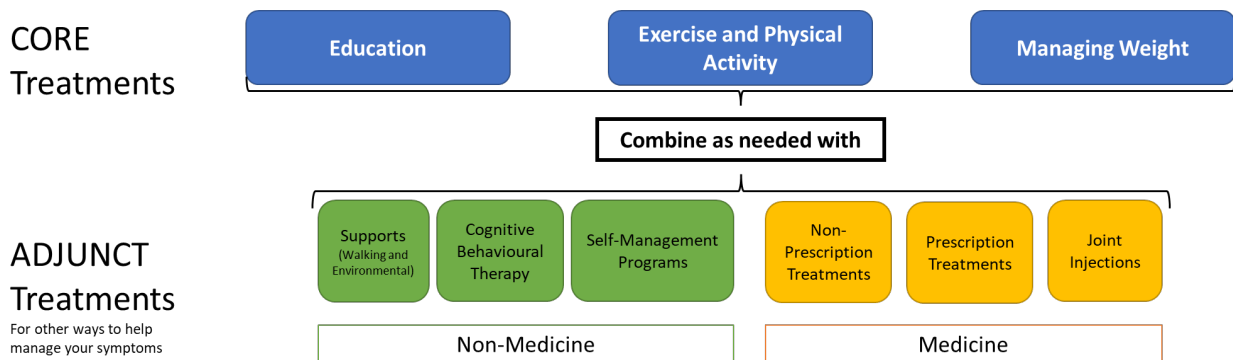 CORE
Treatments
Education
Exercise and Physical
Activity
Managing Weight
Combine as needed with
ADJUNCT
Treatments
For other ways to help
manage your symptoms
Supports
(Walking and
Environmental)
Cognitive
Behavioural
Therapy
Self-Management
Programs
Non-
Prescription
Treatments
Prescription
Treatments
Joint
Injections
Non-Medicine
Medicine